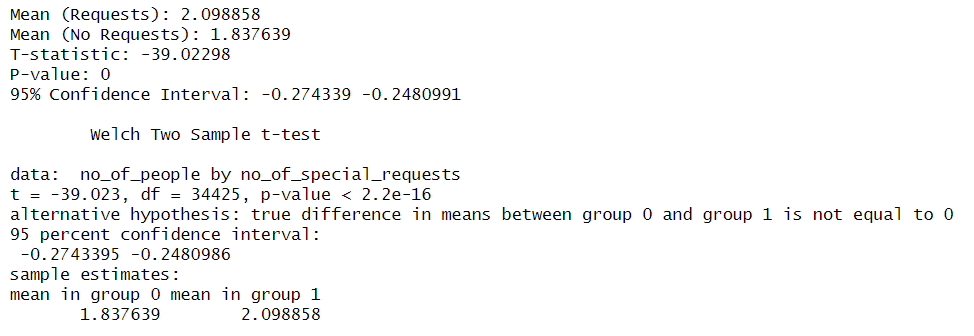 Mean (Requests): 2.098858
Mean (No Requests): 1.837639
T-statistic: -39.02298
P-value: 0
95% Confidence Interval: -0.274339 -0.2480991
Welch Two Sample t-test
data:  no_of_people by no_of_special_requests
t = -39.023, df = 34425, p-value < 2.2e-16
alternative hypothesis: true difference in means between group 0 and group 1 is not equal to 0
95 percent confidence interval:
-0.2743395 -0.2480986
sample estimates:
mean in group 0 mean in group 1
1.837639        2.098858